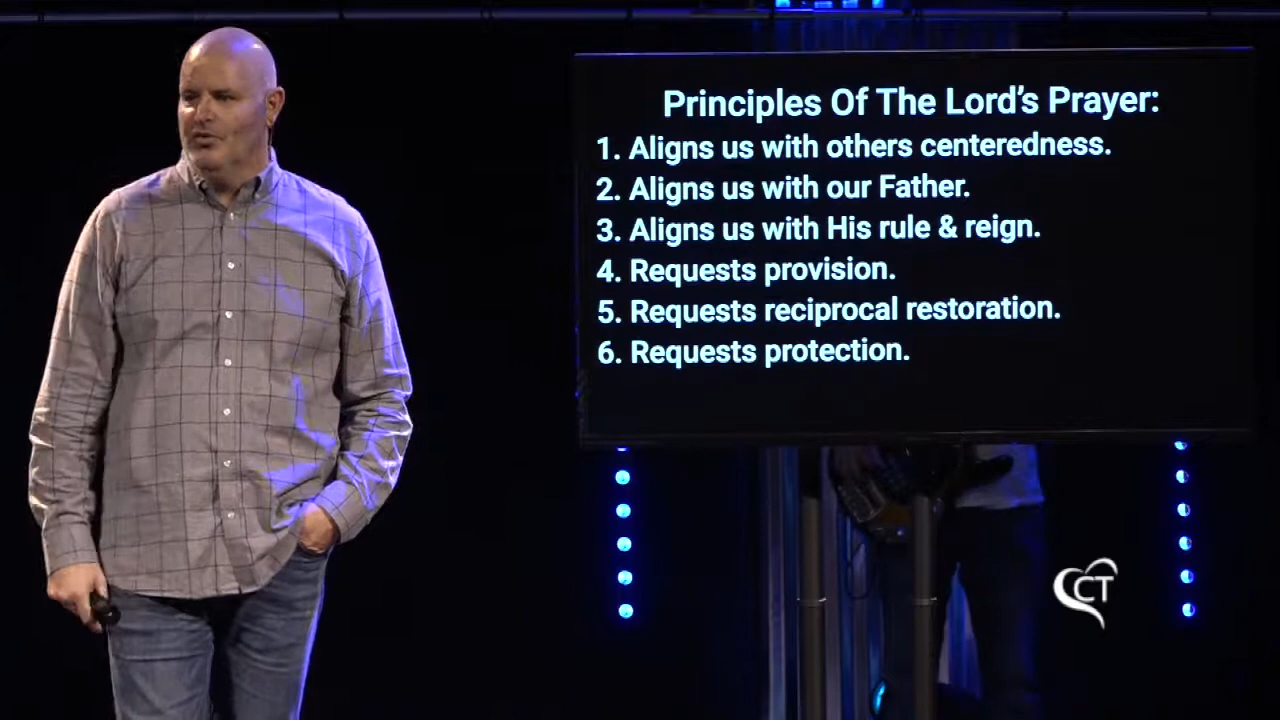 Principles Of The Lord's Prayer:
1. Aligns us with others centeredness.
2. Aligns us with our Father.
3. Aligns us with His rule & reign.
4. Requests provision.
5. Requests reciprocal restoration.
6. Requests protection.
CT